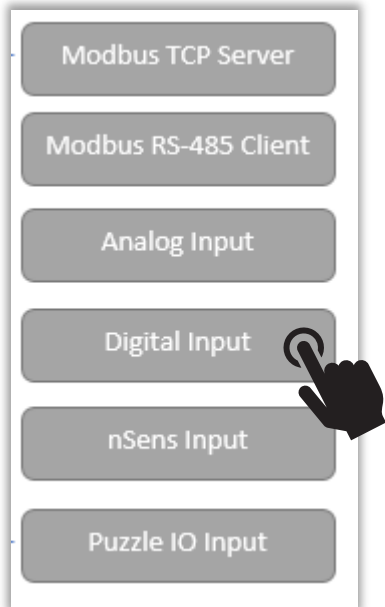 Modbus TCP Server
Modbus RS-485 Client
Analog Input
Digital Input
nSens Input
Puzzle IO Input